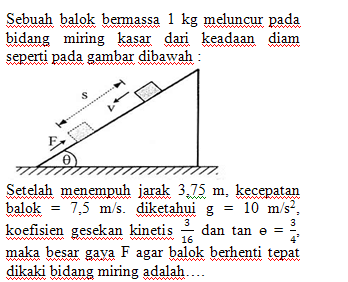 Sebuah balok bermassa 1 kg meluncur pada
bidang miring kasar dari keadaan diam
seperti pada gambar dibawah :
s
v
F
θ
Setelah menempuh jarak 3,75 m, kecepatan
balok = 7,5 m/s. diketahui g = 10 m/s²,
koefisien gesekan kinetis 3/16 dan tan ɵ = 3/4,
maka besar gaya F agar balok berhenti tepat
dikaki bidang miring adalah....